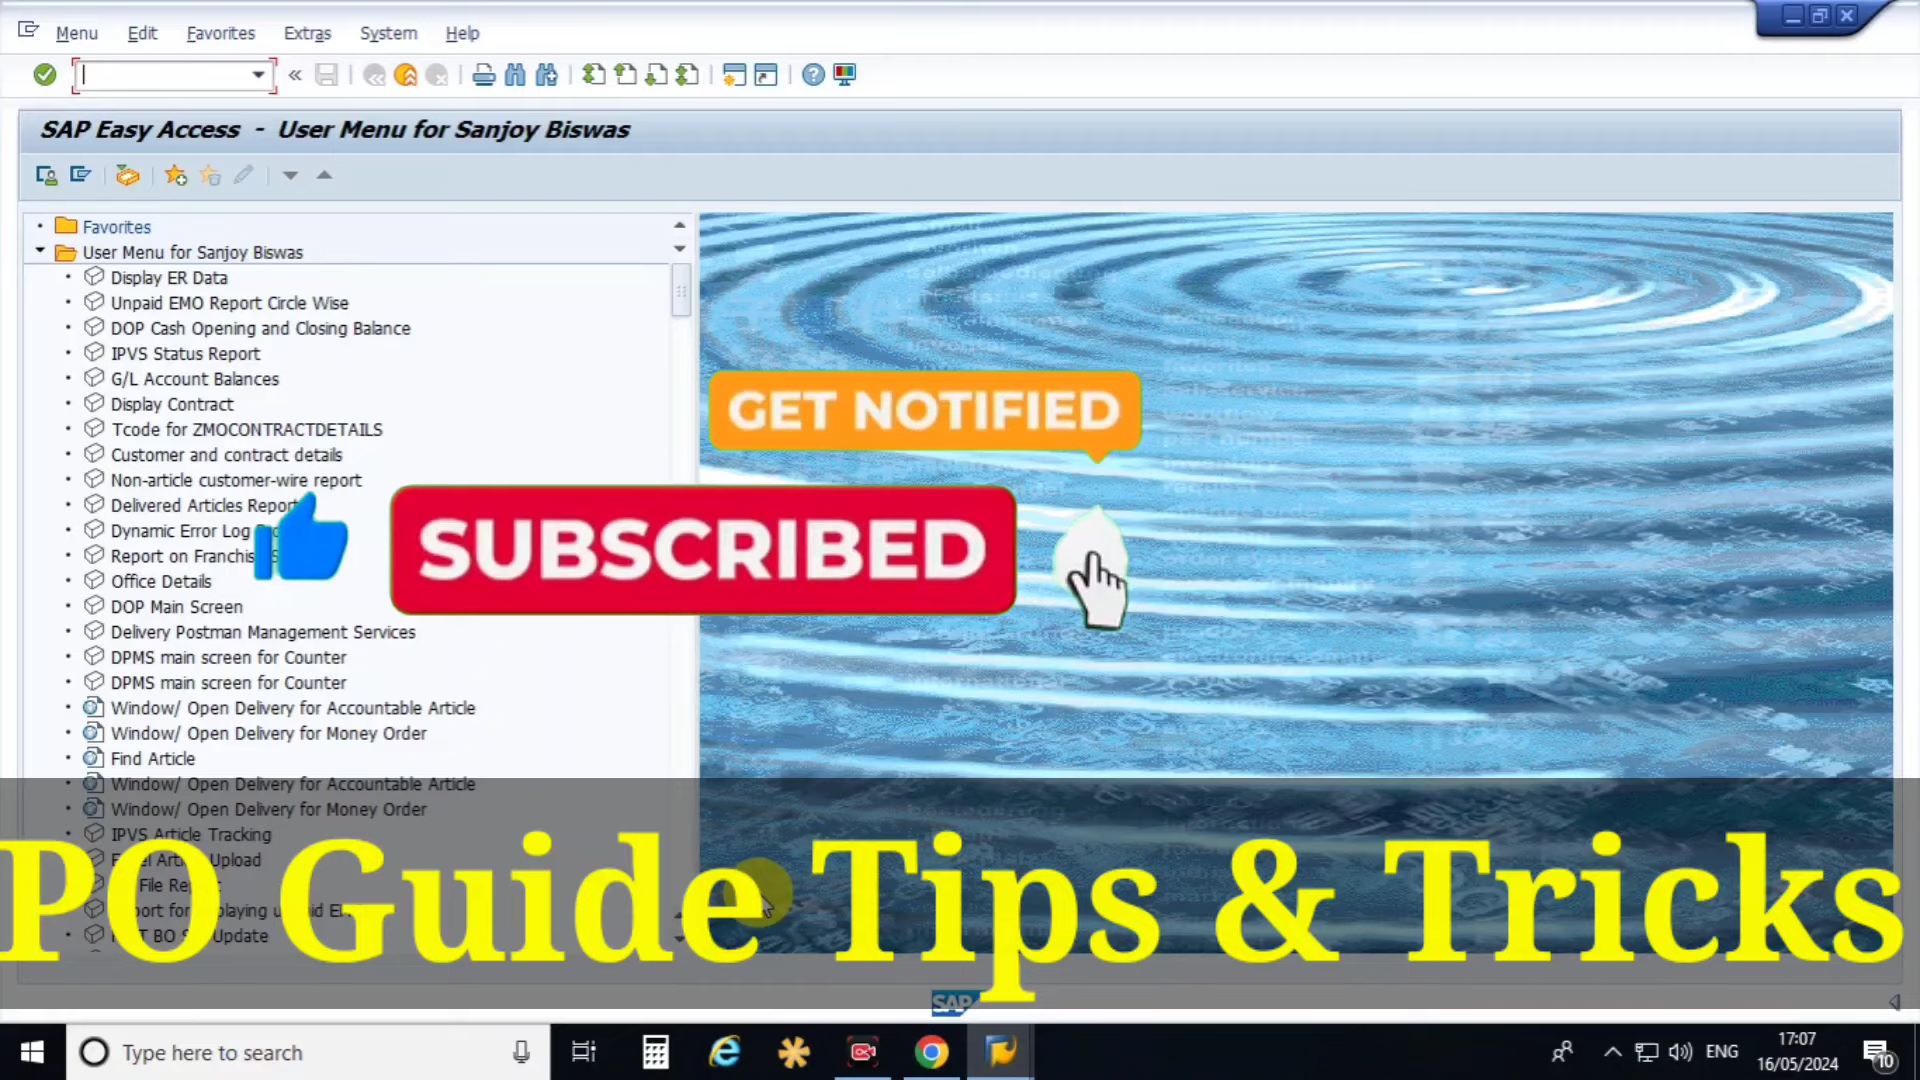 Menu Edit Favorites Extras System Help
SAP Easy Access - User Menu for Sanjoy Biswas
Favorites
User Menu for Sanjoy Biswas
Display ER Data
Unpaid EMO Report Circle Wise
DOP Cash Opening and Closing Balance
IPVS Status Report
G/L Account Balances
Display Contract
Tcode for ZMOCONTRACTDETAILS
Customer and contract details
Non-article customer-wire report
Delivered Articles Report
Dynamic Error Log
Report on
Office Details
DOP Main Screen
Delivery Postman Management Services
DPMS main screen for Counter
DPMS main screen for Counter
Window/ Open Delivery for Accountable Article
Window/ Open Delivery for Money Order
Find Article
Window/ Open Delivery for Accountable Article
Window/ Open Delivery for Money Order
IPVS Article Tracking
Upload
File
Update
GET NOTIFIED
SUBSCRIBED
PO Guide Tips & Tricks
SAP
Type here to search
ENG
17:07
16/05/2024
10